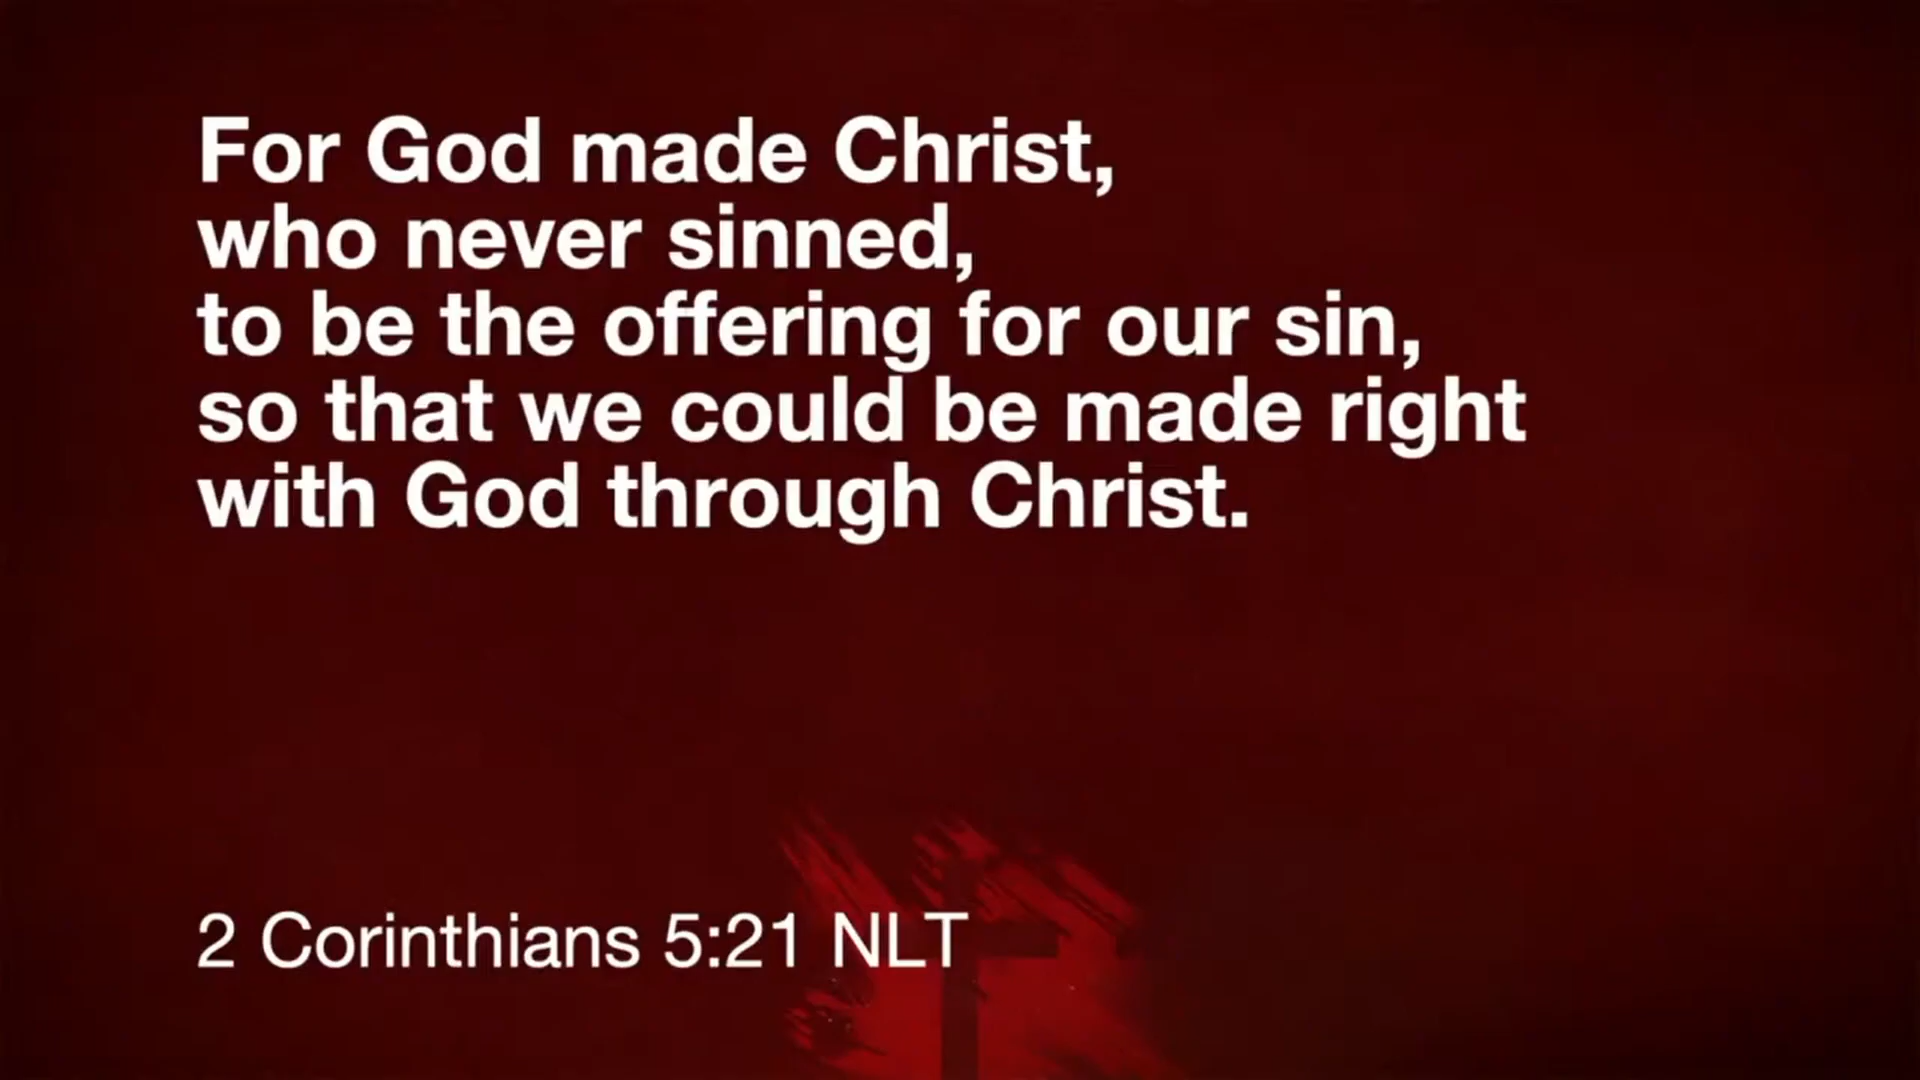 For God made Christ,
who never sinned,
to be the offering for our sin,
so that we could be made right
with God through Christ.
2 Corinthians 5:21 NLT